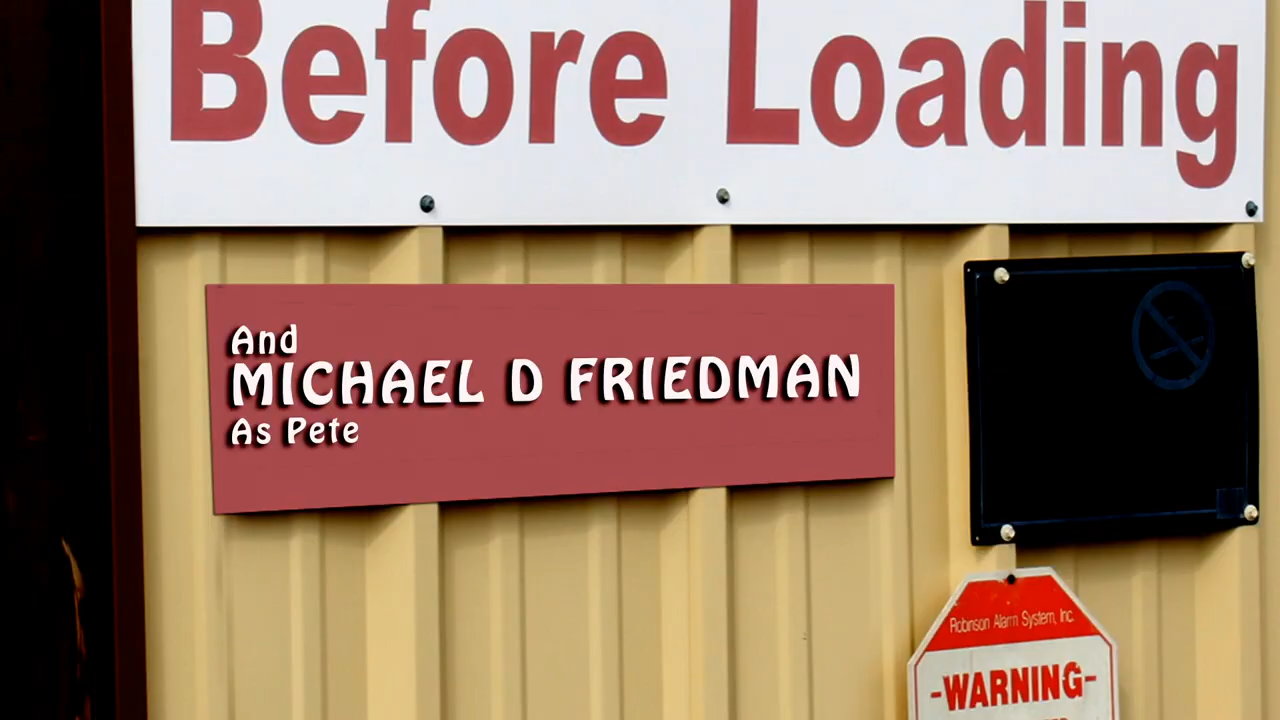 Before Loading
And
MICHAEL D FRIEDMAN
As Pete
Robinson Alarm System, Inc.
-WARNING-